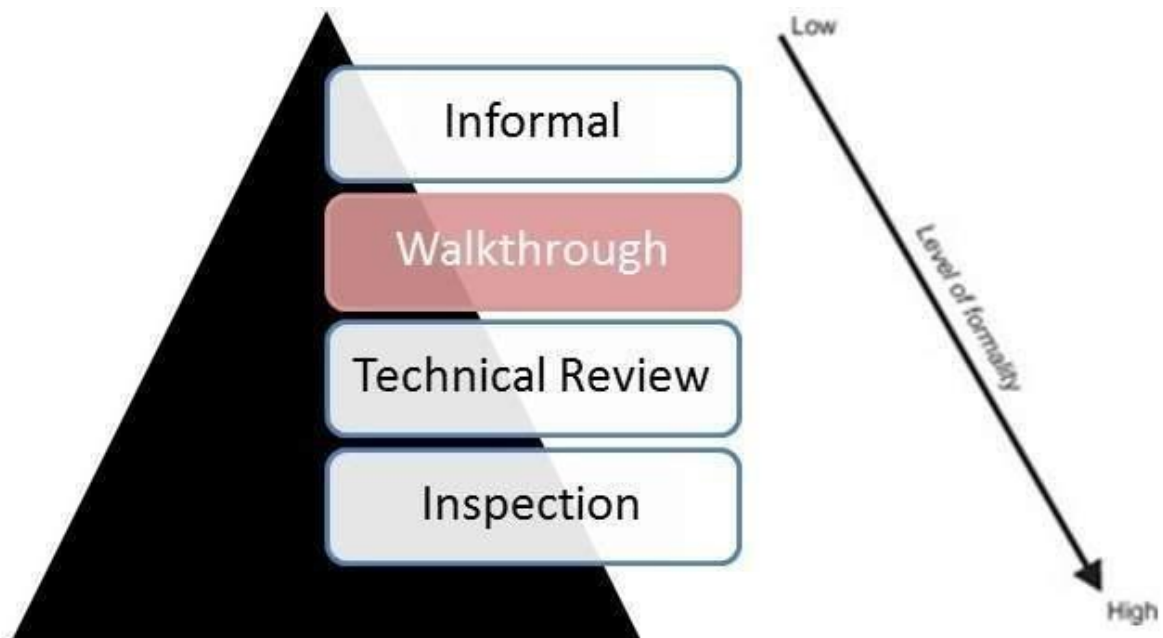 Low
Informal
Walkthrough
Level of formality
Technical Review
Inspection
High